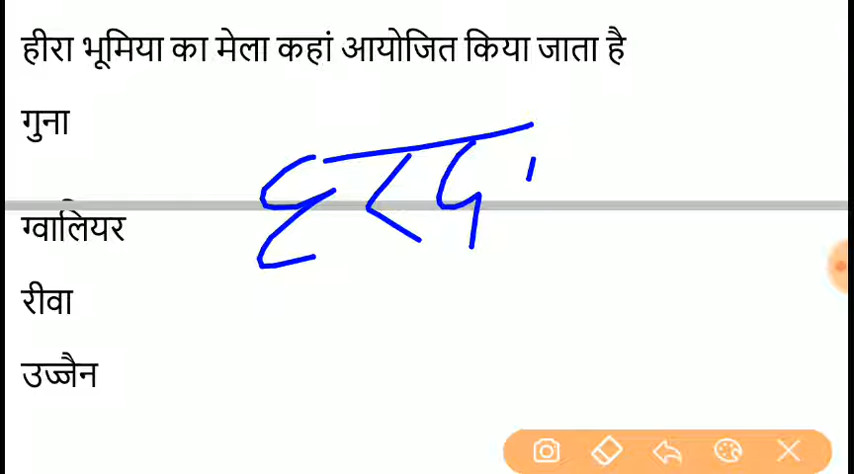 हीरा भूमिया का मेला कहां आयोजित किया जाता है
गुना
ग्वालियर
रीवा
उज्जैन